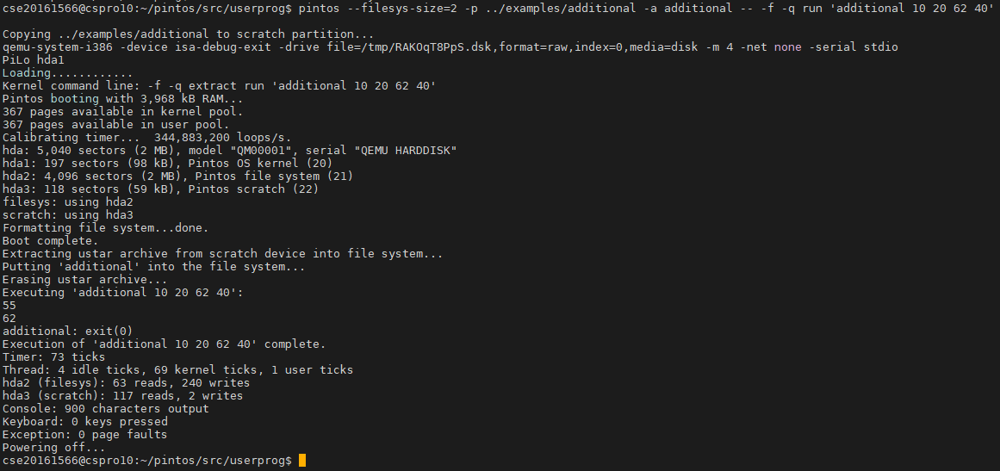 cse20161566@cspro10:~/pintos/src/userprog$ pintos --filesys-size=2 -p ../examples/additional -a additional -- -f -q run 'additional 10 20 62 40'
Copying ../examples/additional to scratch partition...
qemu-system-i386 -device isa-debug-exit -drive file=/tmp/RAKOqT8PpS.dsk,format=raw,index=0,media=disk -m 4 -net none -serial stdio
PiLo hda1
Loading............
Kernel command line: -f -q extract run 'additional 10 20 62 40'
Pintos booting with 3,968 kB RAM...
367 pages available in kernel pool.
367 pages available in user pool.
Calibrating timer...  344,883,200 loops/s.
hda: 5,040 sectors (2 MB), model "QM00001", serial "QEMU HARDDISK"
hda1: 197 sectors (98 kB), Pintos OS kernel (20)
hda2: 4,096 sectors (2 MB), Pintos file system (21)
hda3: 118 sectors (59 kB), Pintos scratch (22)
filesys: using hda2
scratch: using hda3
Formatting file system...done.
Boot complete.
Extracting ustar archive from scratch device into file system...
Putting 'additional' into the file system...
Erasing ustar archive...
Executing 'additional 10 20 62 40':
55
62
additional: exit(0)
Execution of 'additional 10 20 62 40' complete.
Timer: 73 ticks
Thread: 4 idle ticks, 69 kernel ticks, 1 user ticks
hda2 (filesys): 63 reads, 240 writes
hda3 (scratch): 117 reads, 2 writes
Console: 900 characters output
Keyboard: 0 keys pressed
Exception: 0 page faults
Powering off...
cse20161566@cspro10:~/pintos/src/userprog$